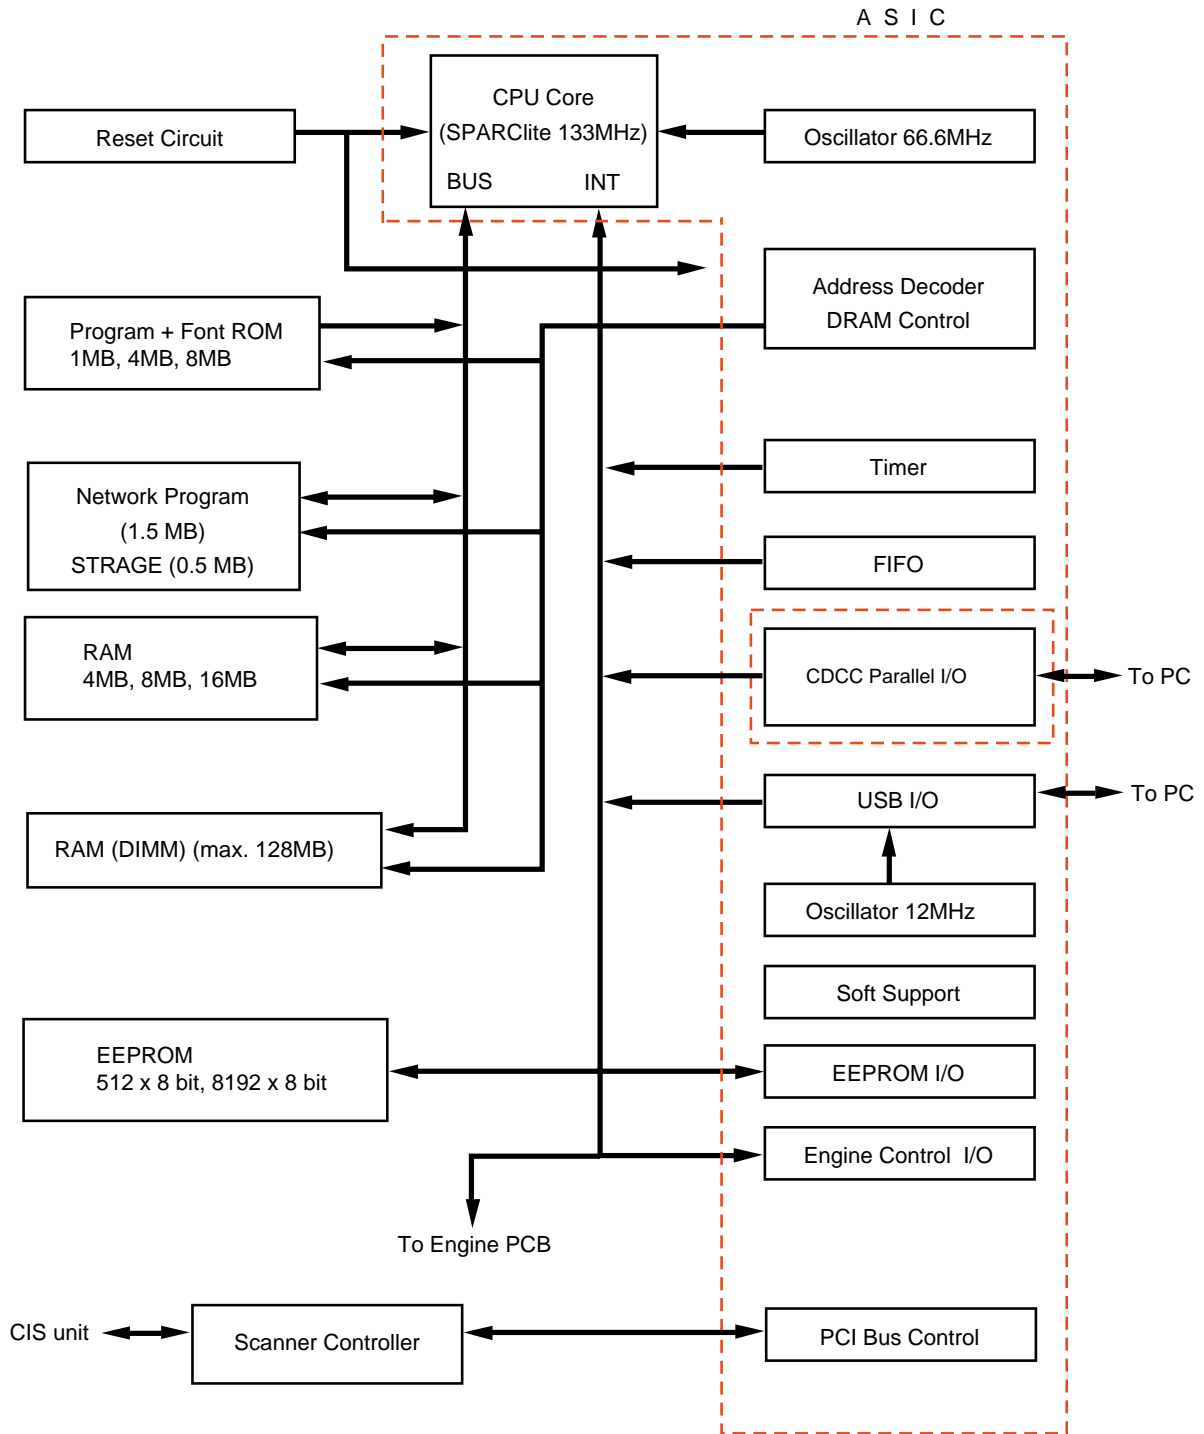 A S I C
CPU Core
(SPARClite 133MHz)
BUS INT
Reset Circuit
Oscillator 66.6MHz
Address Decoder
DRAM Control
Program + Font ROM
1MB, 4MB, 8MB
Timer
Network Program
(1.5 MB)
STRAGE (0.5 MB)
FIFO
RAM
4MB, 8MB, 16MB
CDCC Parallel I/O
To PC
USB I/O
To PC
RAM (DIMM) (max. 128MB)
Oscillator 12MHz
Soft Support
EEPROM
512 x 8 bit, 8192 x 8 bit
EEPROM I/O
Engine Control I/O
To Engine PCB
CIS unit
Scanner Controller
PCI Bus Control